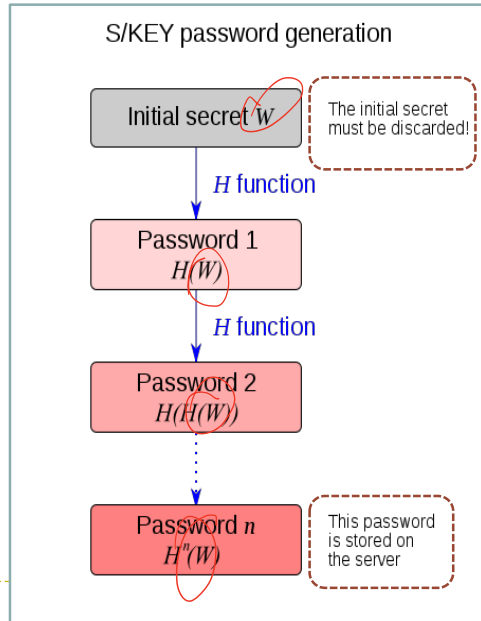 S/KEY password generation
Initial secret W
The initial secret
must be discarded!
H function
Password 1
H(W)
H function
Password 2
H(H(W))
Password n
Hⁿ(W)
This password
is stored on
the server